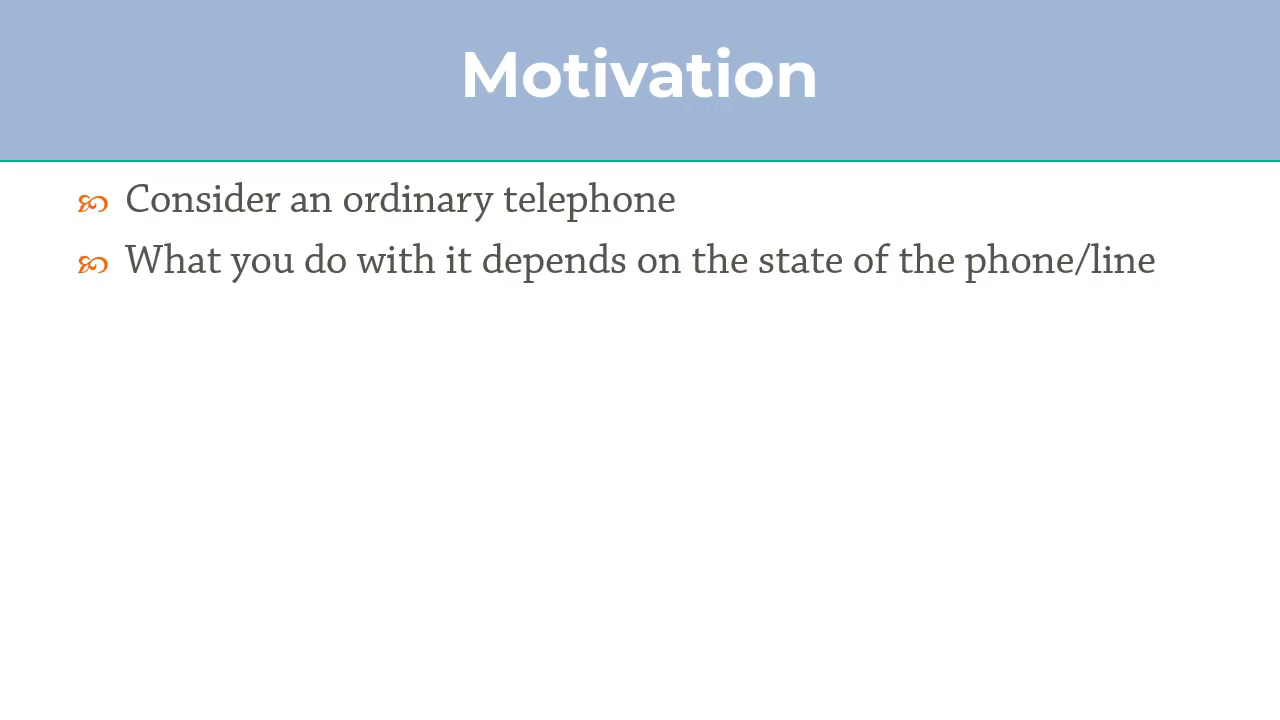 Motivation
Consider an ordinary telephone
What you do with it depends on the state of the phone/line